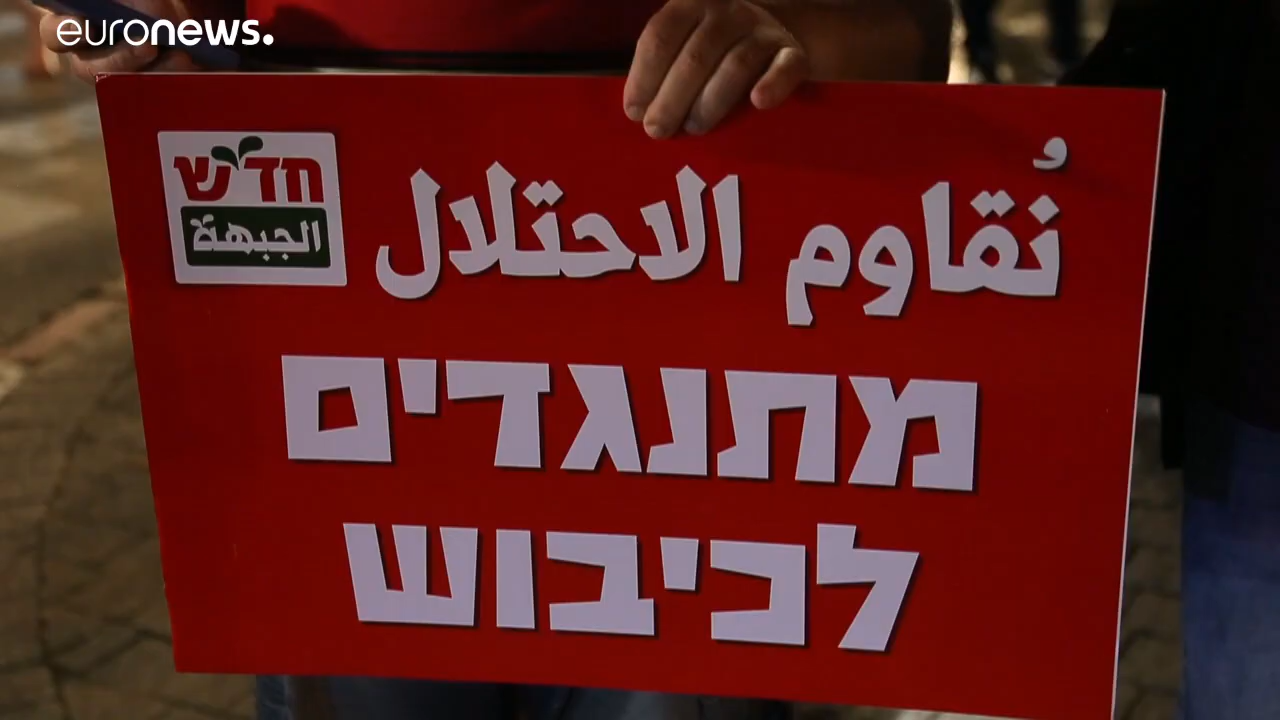 euronews.
חד״ש
الجبهة
نُقاوم الاحتلال
מתנגדים
לכיבוש